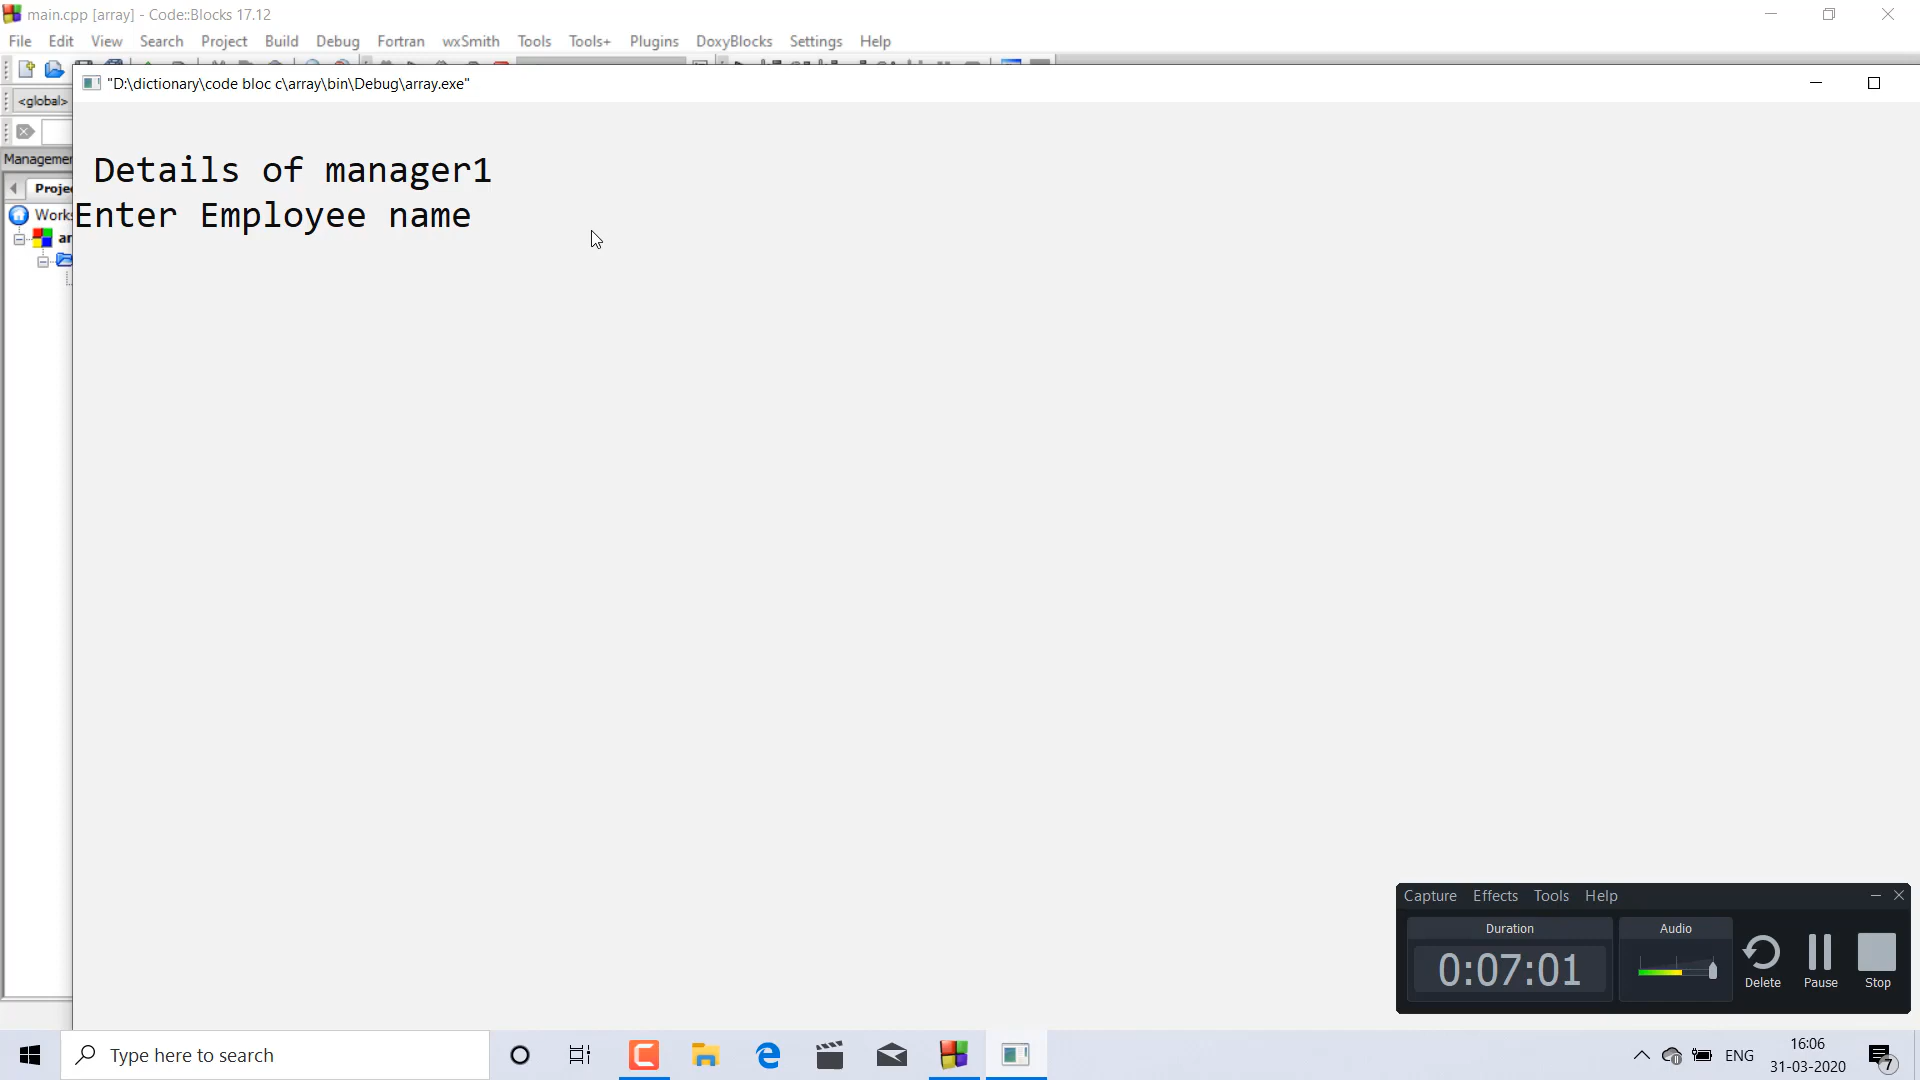 main.cpp [array] - Code::Blocks 17.12
File Edit View Search Project Build Debug Fortran wxSmith Tools Tools+ Plugins DoxyBlocks Settings Help
"D:\dictionary\code bloc c\array\bin\Debug\array.exe"
<global>
Details of manager1
Enter Employee name
Capture Effects Tools Help
Duration Audio
0:07:01
Delete Pause Stop
Type here to search
ENG
16:06
31-03-2020
7